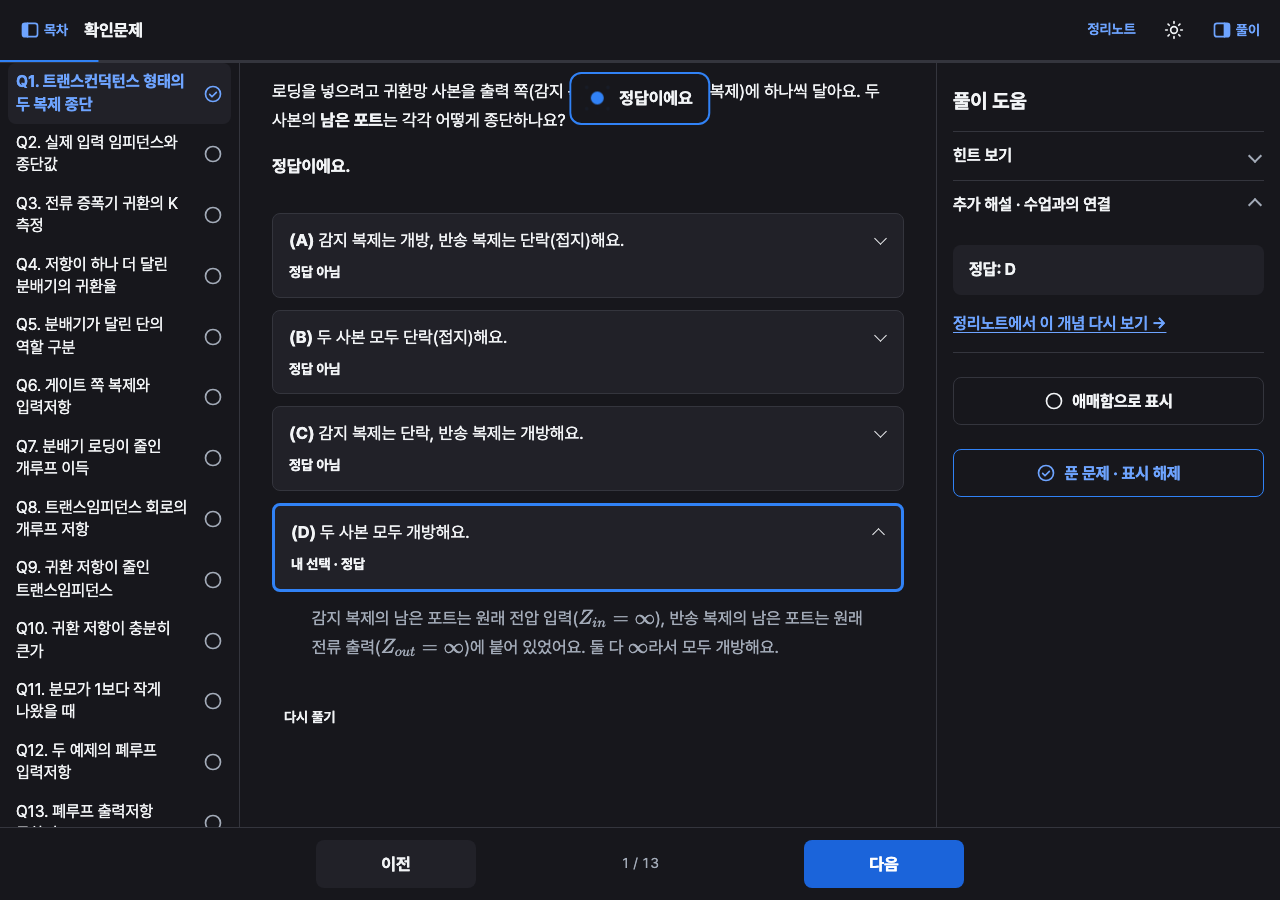 목차
확인문제
정리노트
풀이
Q1. 트랜스컨덕턴스 형태의
두 복제 종단
Q2. 실제 입력 임피던스와
종단값
Q3. 전류 증폭기 귀환의 K
측정
Q4. 저항이 하나 더 달린
분배기의 귀환율
Q5. 분배기가 달린 단의
역할 구분
Q6. 게이트 쪽 복제와
입력저항
Q7. 분배기 로딩이 줄인
개루프 이득
Q8. 트랜스임피던스 회로의
개루프 저항
Q9. 귀환 저항이 줄인
트랜스임피던스
Q10. 귀환 저항이 충분히
큰가
Q11. 분모가 1보다 작게
나왔을 때
Q12. 두 예제의 폐루프
입력저항
Q13. 폐루프 출력저항
로딩을 넣으려고 귀환망 사본을 출력 쪽(감지
정답이에요
복제)에 하나씩 달아요. 두
사본의 남은 포트는 각각 어떻게 종단하나요?
정답이에요.
(A) 감지 복제는 개방, 반송 복제는 단락(접지)해요.
정답 아님
(B) 두 사본 모두 단락(접지)해요.
정답 아님
(C) 감지 복제는 단락, 반송 복제는 개방해요.
정답 아님
(D) 두 사본 모두 개방해요.
내 선택 · 정답
감지 복제의 남은 포트는 원래 전압 입력(Z_in = ∞), 반송 복제의 남은 포트는 원래
전류 출력(Z_out = ∞)에 붙어 있었어요. 둘 다 ∞라서 모두 개방해요.
다시 풀기
풀이 도움
힌트 보기
추가 해설 · 수업과의 연결
정답: D
정리노트에서 이 개념 다시 보기 →
애매함으로 표시
푼 문제 · 표시 해제
이전
1 / 13
다음